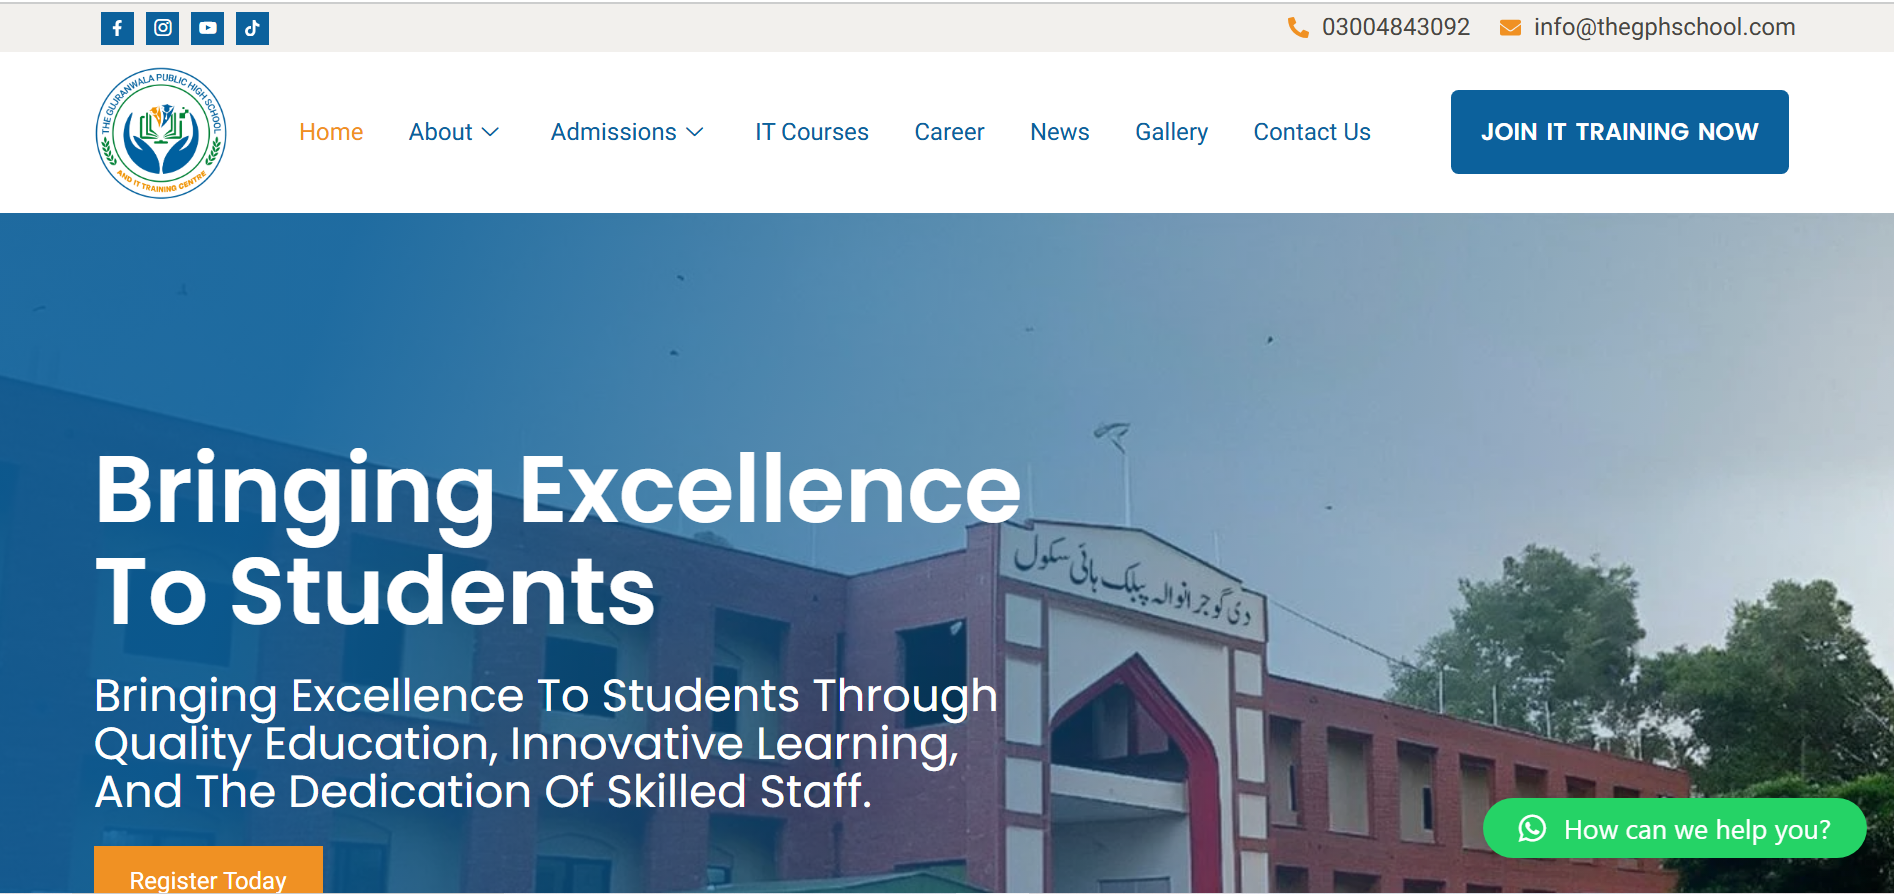 03004843092 info@thegphschool.com
THE GUJRANWALA PUBLIC HIGH SCHOOL
AND IT TRAINING CENTRE
Home About Admissions IT Courses Career News Gallery Contact Us
JOIN IT TRAINING NOW
Bringing Excellence
To Students
دی گوجرانوالہ پبلک ہائی سکول
Bringing Excellence To Students Through
Quality Education, Innovative Learning,
And The Dedication Of Skilled Staff.
How can we help you?
Register Today